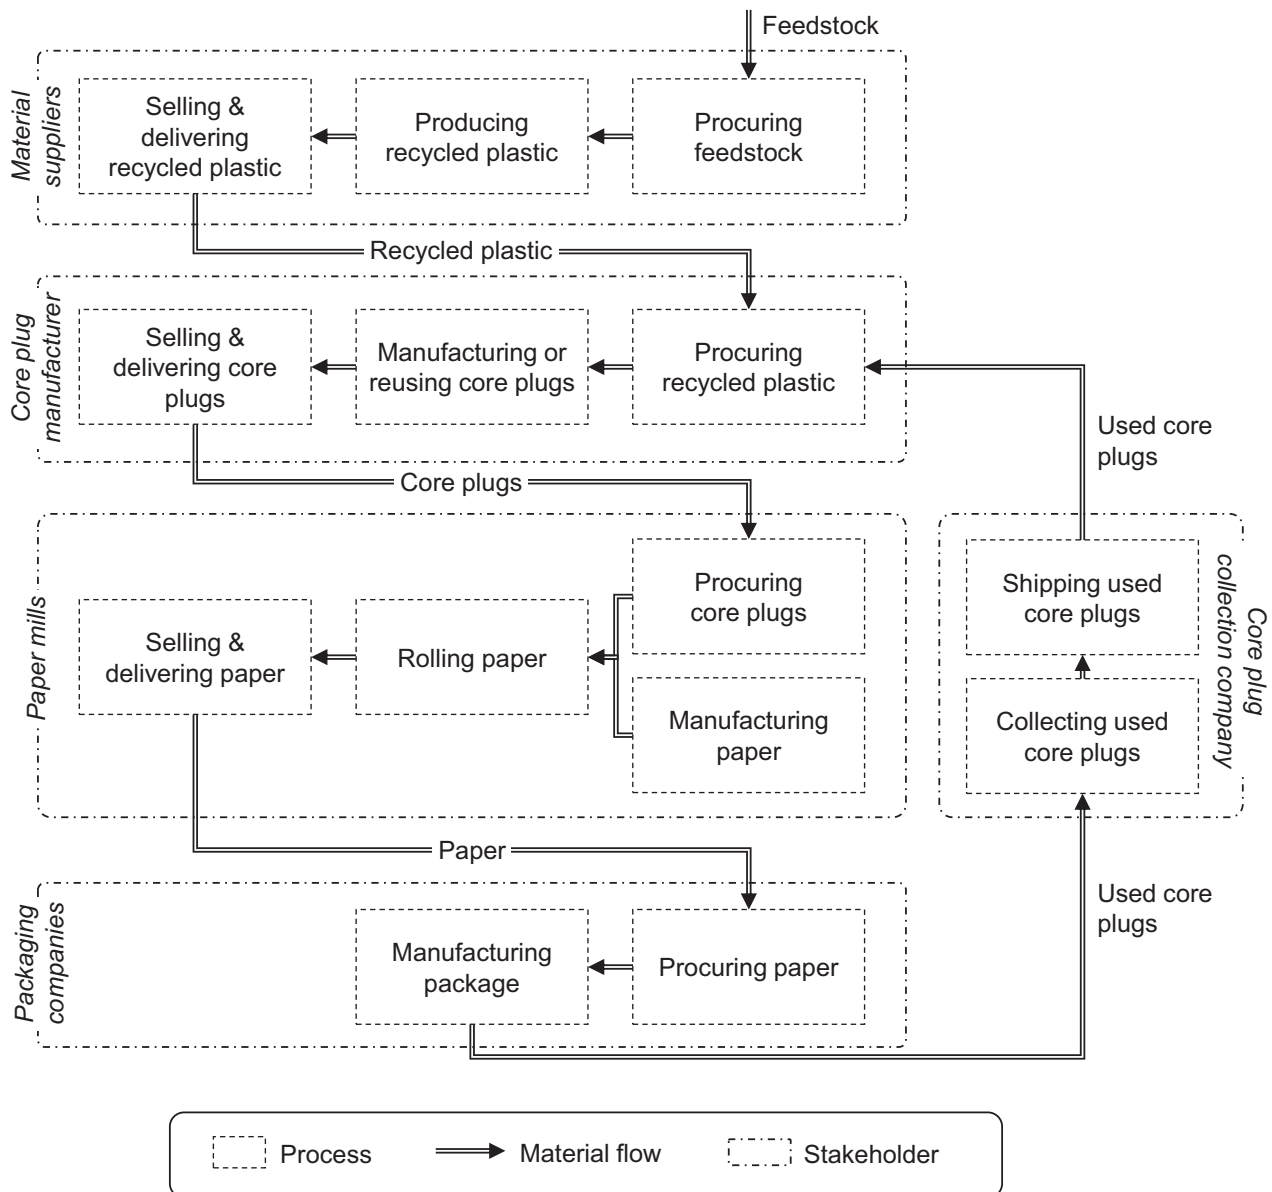 Feedstock
Material
suppliers
Selling &
delivering
recycled plastic
Producing
recycled plastic
Procuring
feedstock
Recycled plastic
Core plug
manufacturer
Selling &
delivering core
plugs
Manufacturing or
reusing core plugs
Procuring
recycled plastic
Used core
plugs
Core plugs
Paper mills
Selling &
delivering paper
Rolling paper
Procuring
core plugs
Manufacturing
paper
Shipping used
core plugs
Collecting used
core plugs
Core plug
collection company
Paper
Used core
plugs
Packaging
companies
Manufacturing
package
Procuring paper
Process
Material flow
Stakeholder